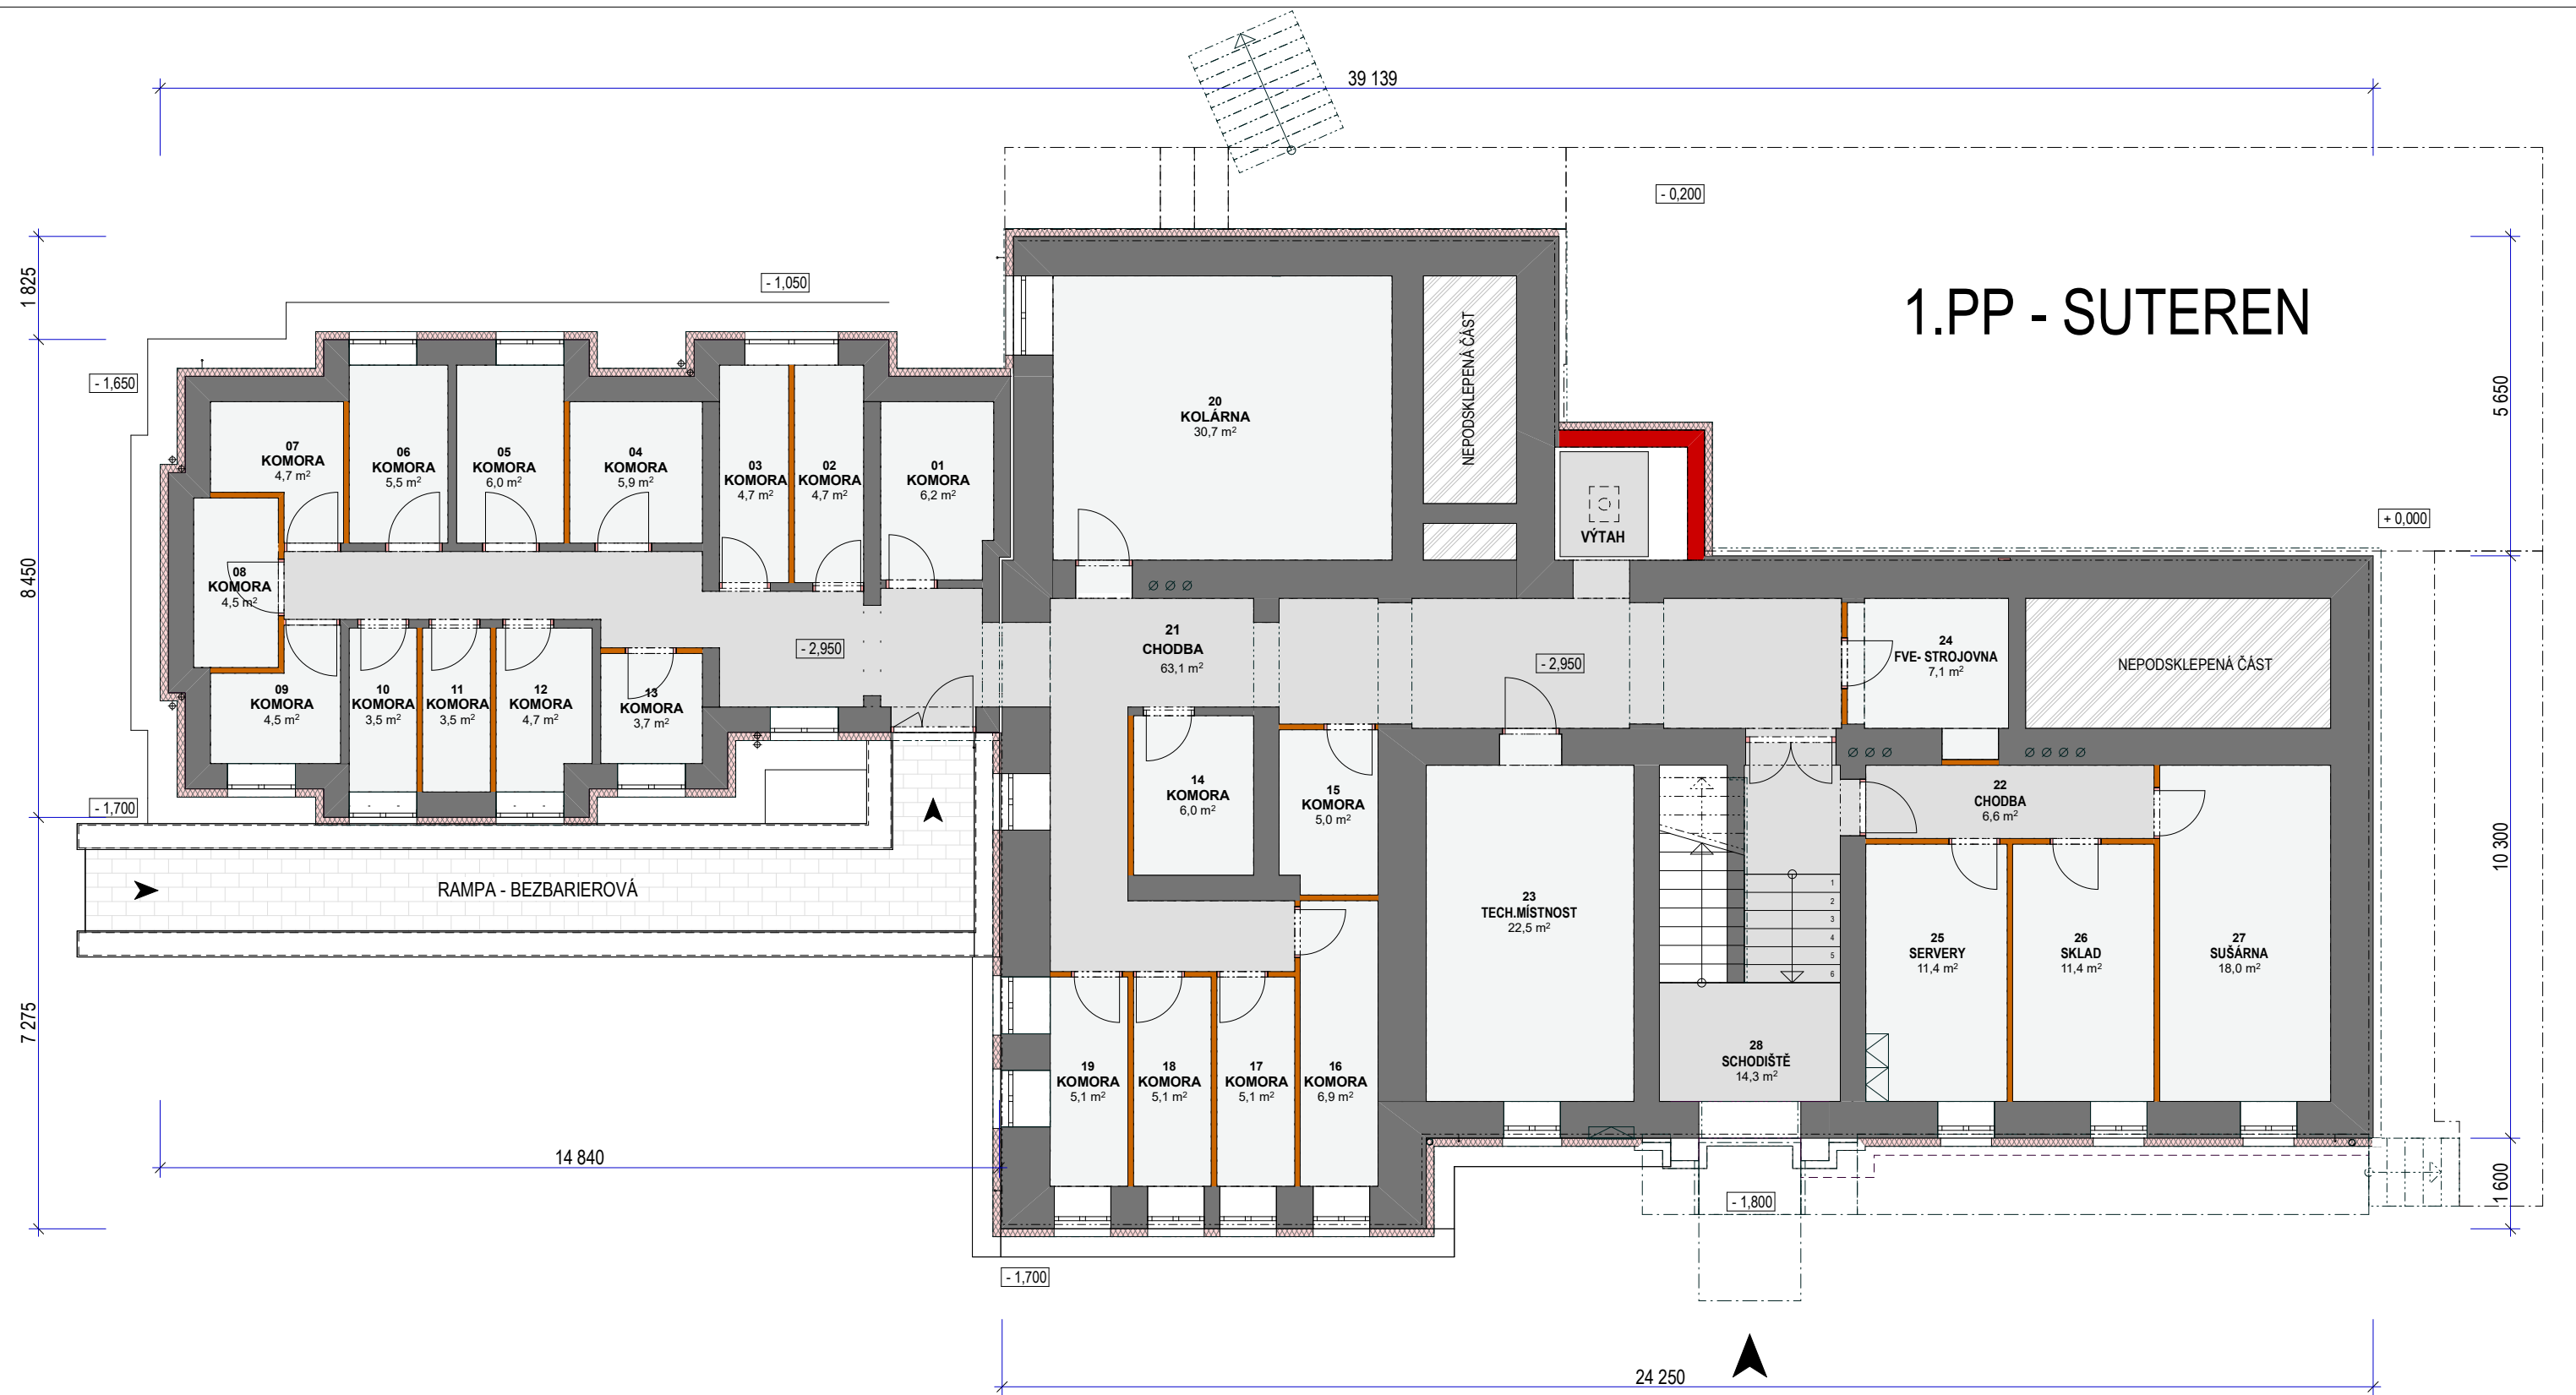 39 139
- 0,200
1 825
- 1,050
1.PP - SUTEREN
NEPODSKLEPENÁ ČÁST
- 1,650
5 650
20
KOLÁRNA
30,7 m²
07
KOMORA
4,7 m²
06
KOMORA
5,5 m²
05
KOMORA
6,0 m²
04
KOMORA
5,9 m²
03
KOMORA
4,7 m²
02
KOMORA
4,7 m²
01
KOMORA
6,2 m²
+ 0,000
VÝTAH
8 450
08
KOMORA
4,5 m²
- 2,950
21
CHODBA
63,1 m²
- 2,950
24
FVE- STROJOVNA
7,1 m²
NEPODSKLEPENÁ ČÁST
09
KOMORA
4,5 m²
10
KOMORA
3,5 m²
11
KOMORA
3,5 m²
12
KOMORA
4,7 m²
13
KOMORA
3,7 m²
14
KOMORA
6,0 m²
15
KOMORA
5,0 m²
22
CHODBA
6,6 m²
- 1,700
10 300
RAMPA - BEZBARIEROVÁ
23
TECH.MÍSTNOST
22,5 m²
1
2
3
4
5
6
25
SERVERY
11,4 m²
26
SKLAD
11,4 m²
27
SUŠÁRNA
18,0 m²
7 275
19
KOMORA
5,1 m²
18
KOMORA
5,1 m²
17
KOMORA
5,1 m²
16
KOMORA
6,9 m²
28
SCHODIŠTĚ
14,3 m²
14 840
- 1,800
1 600
- 1,700
24 250